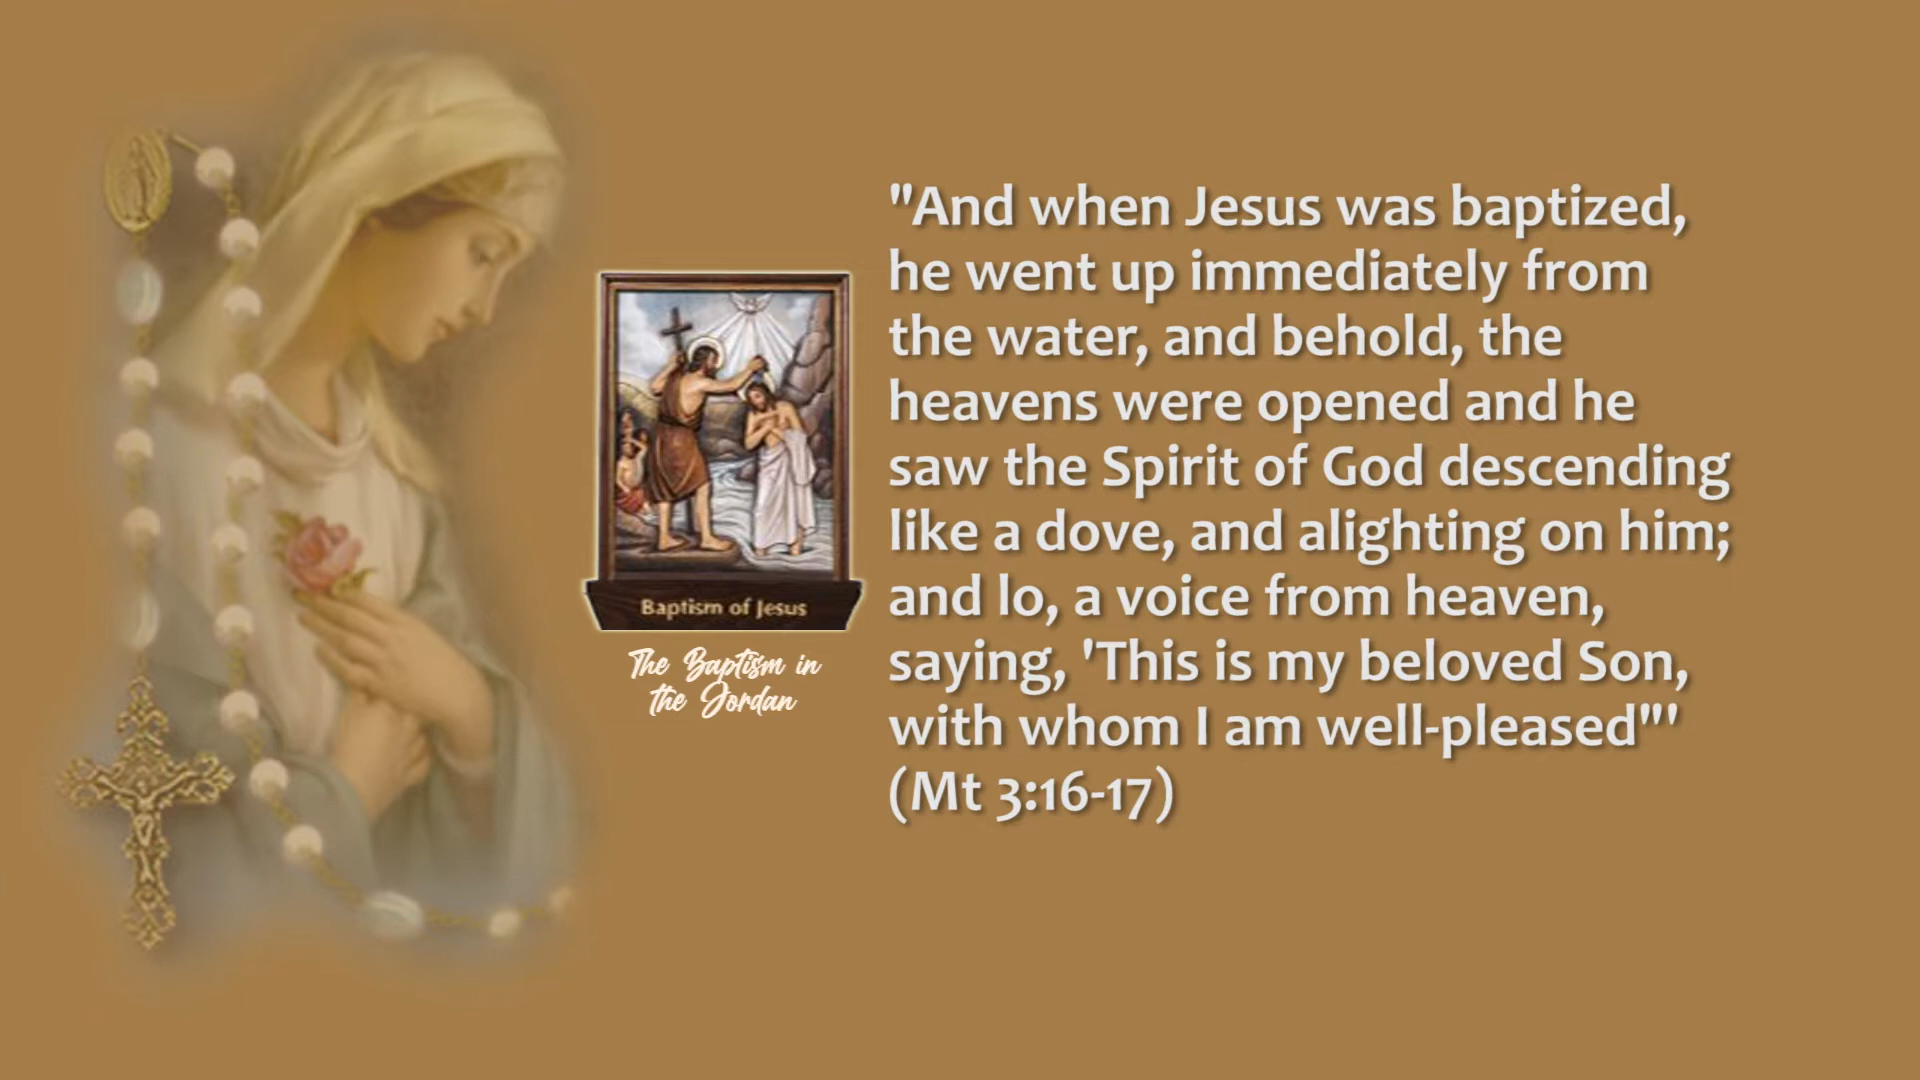 Baptism of Jesus
The Baptism in
the Jordan
"And when Jesus was baptized,
he went up immediately from
the water, and behold, the
heavens were opened and he
saw the Spirit of God descending
like a dove, and alighting on him;
and lo, a voice from heaven,
saying, 'This is my beloved Son,
with whom I am well-pleased"'
(Mt 3:16-17)